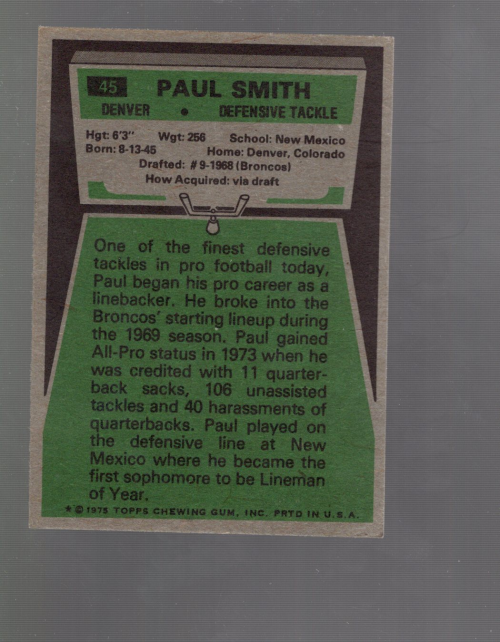 45 PAUL SMITH
DENVER • DEFENSIVE TACKLE
Hgt: 6'3" Wgt: 256 School: New Mexico
Born: 8-13-45 Home: Denver, Colorado
Drafted: #9-1968 (Broncos)
How Acquired: via draft
One of the finest defensive
tackles in pro football today,
Paul began his pro career as a
linebacker. He broke into the
Broncos' starting lineup during
the 1969 season. Paul gained
All-Pro status in 1973 when he
was credited with 11 quarter-
back sacks, 106 unassisted
tackles and 40 harassments of
quarterbacks. Paul played on
the defensive line at New
Mexico where he became the
first sophomore to be Lineman
of Year.
* © 1975 TOPPS CHEWING GUM, INC. PRTD IN U.S.A.